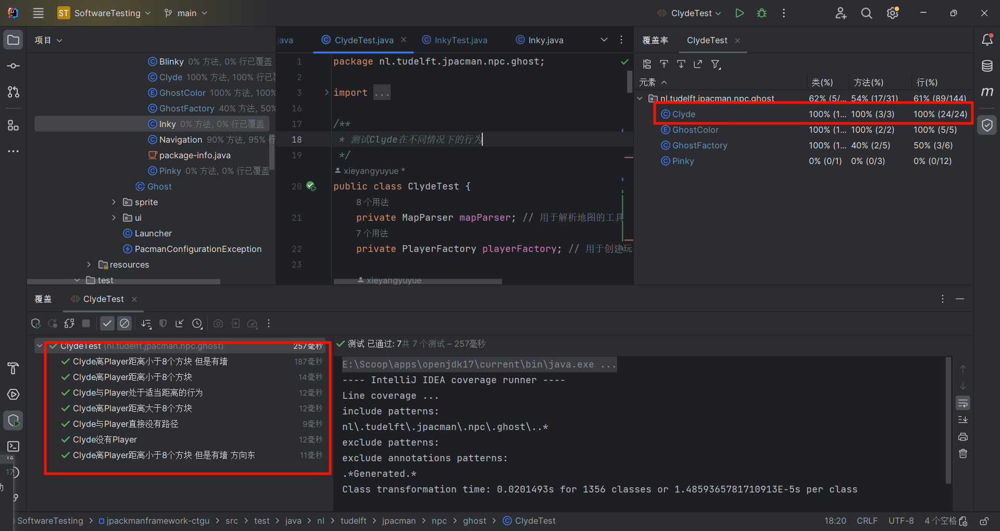 ST SoftwareTesting main ClydeTest
项目
Blinky 0% 方法, 0% 行已覆盖
Clyde 100% 方法, 100% 行已
GhostColor 100% 方法, 100%
GhostFactory 40% 方法, 50%
Inky 0% 方法, 0% 行已覆盖
Navigation 90% 方法, 95% 行
package-info.java
Pinky 0% 方法, 0% 行已覆盖
Ghost
sprite
ui
Launcher
PacmanConfigurationException
resources
test
java ClydeTest.java InkyTest.java Inky.java
1 package nl.tudelft.jpacman.npc.ghost;
2
3 import ...
16
17 /**
18 * 测试Clyde在不同情况下的行为
19 */
xieyangyuyue *
20 public class ClydeTest {
8 个用法
21 private MapParser mapParser; // 用于解析地图的工具
7 个用法
22 private PlayerFactory playerFactory; // 用于创建玩
23
xieyangyuyue
覆盖率 ClydeTest
元素 类(%) 方法(%) 行(%)
nl.tudelft.jpacman.npc.ghost 62% (5/... 54% (17/31) 61% (89/144)
Clyde 100% (1... 100% (3/3) 100% (24/24)
GhostColor 100% (1... 100% (2/2) 100% (5/5)
GhostFactory 100% (1... 40% (2/5) 50% (3/6)
Pinky 0% (0/1) 0% (0/3) 0% (0/12)
覆盖 ClydeTest
ClydeTest (nl.tudelft.jpacman.npc.ghost) 257毫秒
Clyde离Player距离小于8个方块 但是有墙 187毫秒
Clyde离Player距离小于8个方块 14毫秒
Clyde与Player处于适当距离的行为 12毫秒
Clyde离Player距离大于8个方块 12毫秒
Clyde与Player直接没有路径 9毫秒
Clyde没有Player 12毫秒
Clyde离Player距离小于8个方块 但是有墙 方向东 11毫秒
测试 已通过: 7共 7 个测试 – 257毫秒
E:\Scoop\apps\openjdk17\current\bin\java.exe ...
---- IntelliJ IDEA coverage runner ----
Line coverage ...
include patterns:
nl\.tudelft\.jpacman\.npc\.ghost\..*
exclude patterns:
exclude annotations patterns:
.*Generated.*
Class transformation time: 0.0201493s for 1356 classes or 1.4859365781710913E-5s per class
17
SoftwareTesting > jpackmanframework-ctgu > src > test > java > nl > tudelft > jpacman > npc > ghost > ClydeTest 18:20 CRLF UTF-8 4 个空格